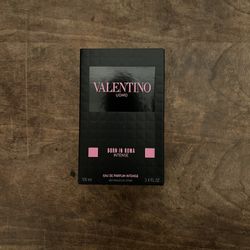 VALENTINO
UOMO
BORN IN ROMA
INTENSE
EAU DE PARFUM INTENSE
100 ml 3.4 FL.OZ